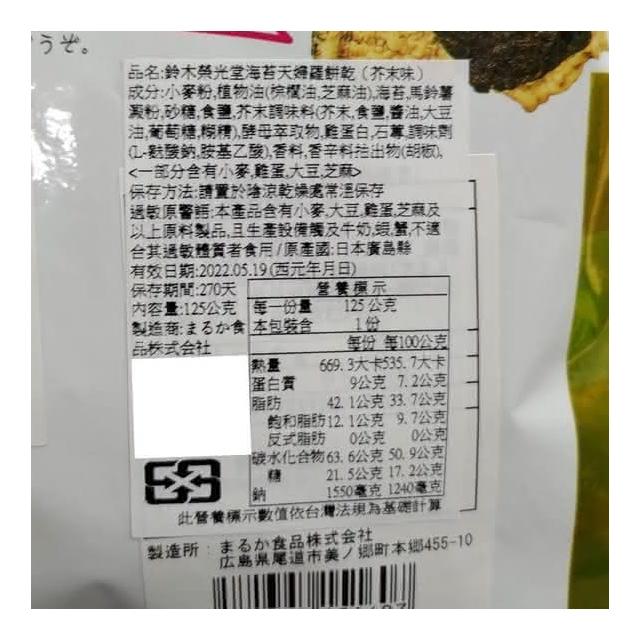 うぞ。
品名:鈴木榮光堂海苔天婦羅餅乾(芥末味)
成分:小麥粉,植物油(棕櫚油,芝麻油),海苔,馬鈴薯
澱粉,砂糖,食鹽,芥末調味料(芥末,食鹽,醬油,大豆
油,葡萄糖,糊精),酵母萃取物,雞蛋白,石蓴,調味劑
(L-麩酸鈉,胺基乙酸),香料,香辛料抽出物(胡椒),
<一部分含有小麥,雞蛋,大豆,芝麻>
保存方法:請置於陰涼乾燥處常溫保存
過敏原警語:本產品含有小麥,大豆,雞蛋,芝麻及
以上原料製品,且生產設備觸及牛奶,蝦,蟹,不適
合其過敏體質者食用/原產國:日本廣島縣
有效日期:2022.05.19(西元年月日)
保存期間:270天
內容量:125公克
製造商:まるか食
品株式会社
營養標示
每一份量 125公克
本包裝含 1份
每份 每100公克
熱量 669.3大卡 535.7大卡
蛋白質 9公克 7.2公克
脂肪 42.1公克 33.7公克
飽和脂肪 12.1公克 9.7公克
反式脂肪 0公克 0公克
碳水化合物 63.6公克 50.9公克
糖 21.5公克 17.2公克
鈉 1550毫克 1240毫克
此營養標示數值依台灣法規為基礎計算
製造所:まるか食品株式会社
広島県尾道市美ノ郷町本郷455-10